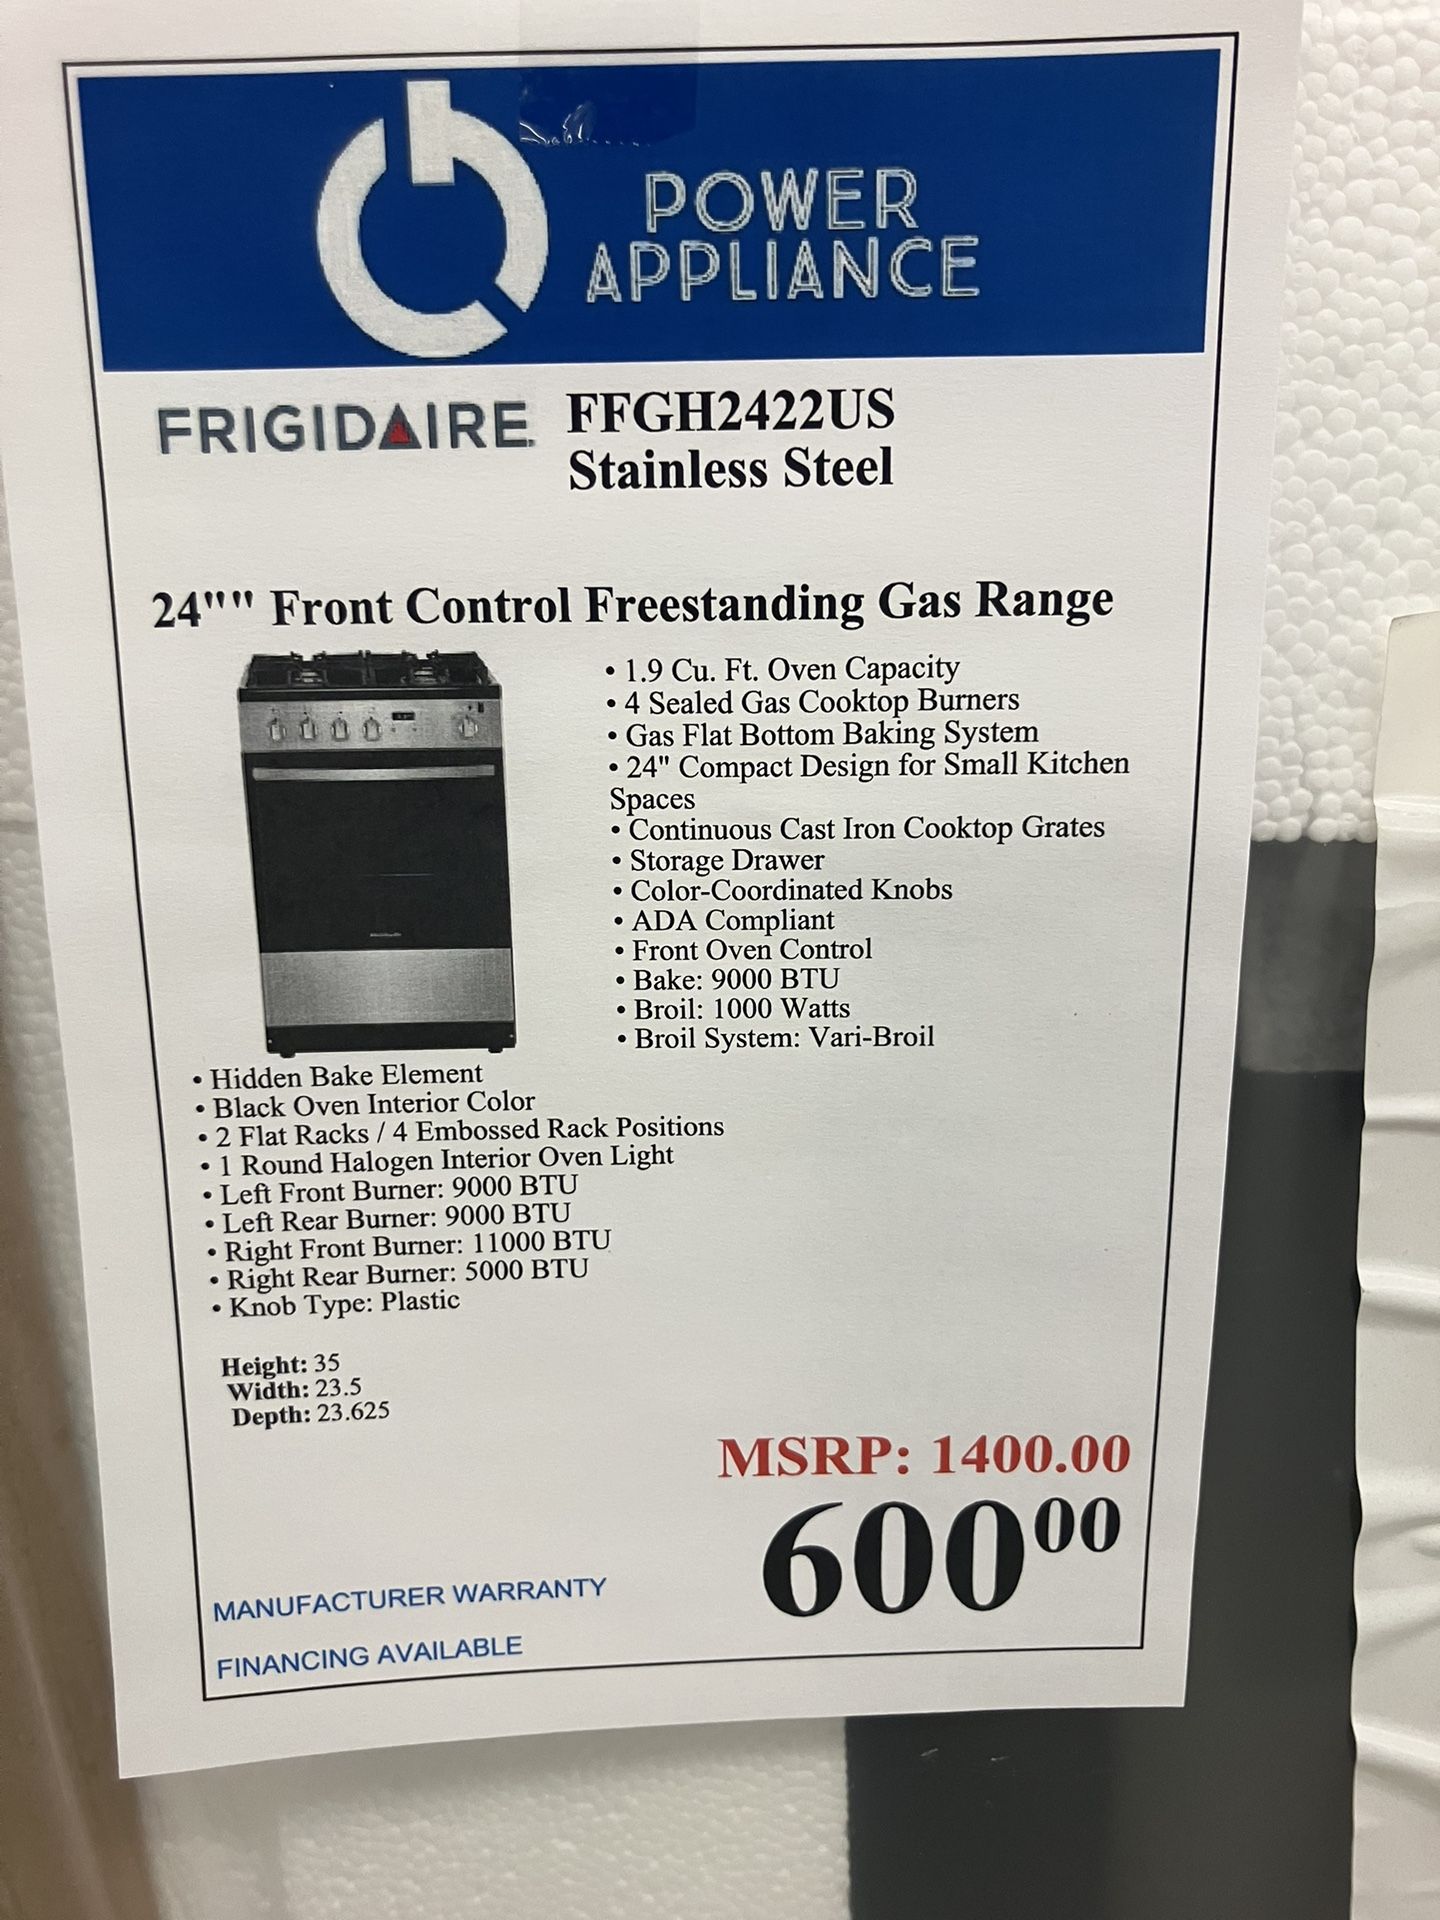 POWER
APPLIANCE
FRIGIDAIRE FFGH2422US
Stainless Steel
24"" Front Control Freestanding Gas Range
• 1.9 Cu. Ft. Oven Capacity
• 4 Sealed Gas Cooktop Burners
• Gas Flat Bottom Baking System
• 24" Compact Design for Small Kitchen
Spaces
• Continuous Cast Iron Cooktop Grates
• Storage Drawer
• Color-Coordinated Knobs
• ADA Compliant
• Front Oven Control
• Bake: 9000 BTU
• Broil: 1000 Watts
• Broil System: Vari-Broil
• Hidden Bake Element
• Black Oven Interior Color
• 2 Flat Racks / 4 Embossed Rack Positions
• 1 Round Halogen Interior Oven Light
• Left Front Burner: 9000 BTU
• Left Rear Burner: 9000 BTU
• Right Front Burner: 11000 BTU
• Right Rear Burner: 5000 BTU
• Knob Type: Plastic
Height: 35
Width: 23.5
Depth: 23.625
MSRP: 1400.00
600⁰⁰
MANUFACTURER WARRANTY
FINANCING AVAILABLE